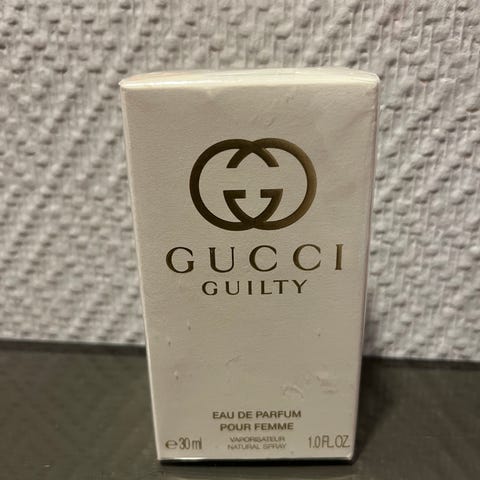 GUCCI
GUILTY
EAU DE PARFUM
POUR FEMME
e 30 ml VAPORISATEUR 1.0 FL.OZ.
NATURAL SPRAY